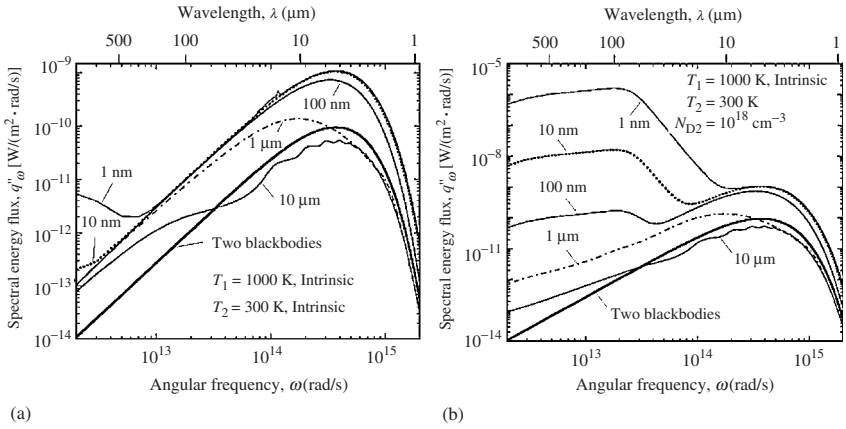 Wavelength, λ (µm)
500 100 10 1
Spectral energy flux, q″ω [W/(m²• rad/s)]
10⁻⁹
10⁻¹⁰
10⁻¹¹
10⁻¹²
10⁻¹³
10⁻¹⁴
100 nm
1 µm
1 nm
10 µm
10 nm
Two blackbodies
T₁ = 1000 K, Intrinsic
T₂ = 300 K, Intrinsic
10¹³ 10¹⁴ 10¹⁵
Angular frequency, ω(rad/s)
(a)
Wavelength, λ (µm)
500 100 10 1
Spectral energy flux, q″ω [W/(m²• rad/s)]
10⁻⁵
10⁻⁸
10⁻¹¹
10⁻¹⁴
T₁ = 1000 K, Intrinsic
T₂ = 300 K
N_D2 = 10¹⁸ cm⁻³
1 nm
10 nm
100 nm
1 µm
10 µm
Two blackbodies
10¹³ 10¹⁴ 10¹⁵
Angular frequency, ω(rad/s)
(b)